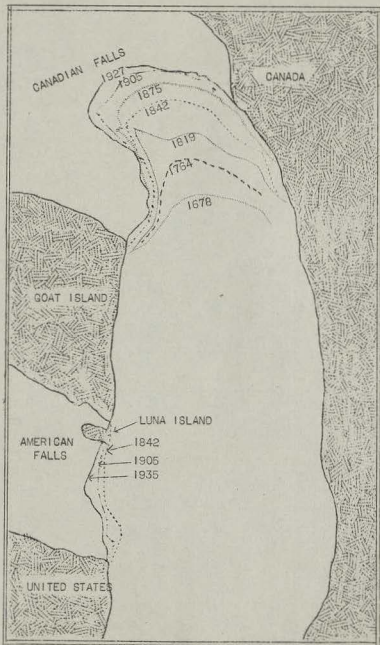 CANADIAN FALLS
1927
1905
1875
1842
1819
1764
1678
CANADA
GOAT ISLAND
LUNA ISLAND
AMERICAN
FALLS
1842
1905
1935
UNITED STATES